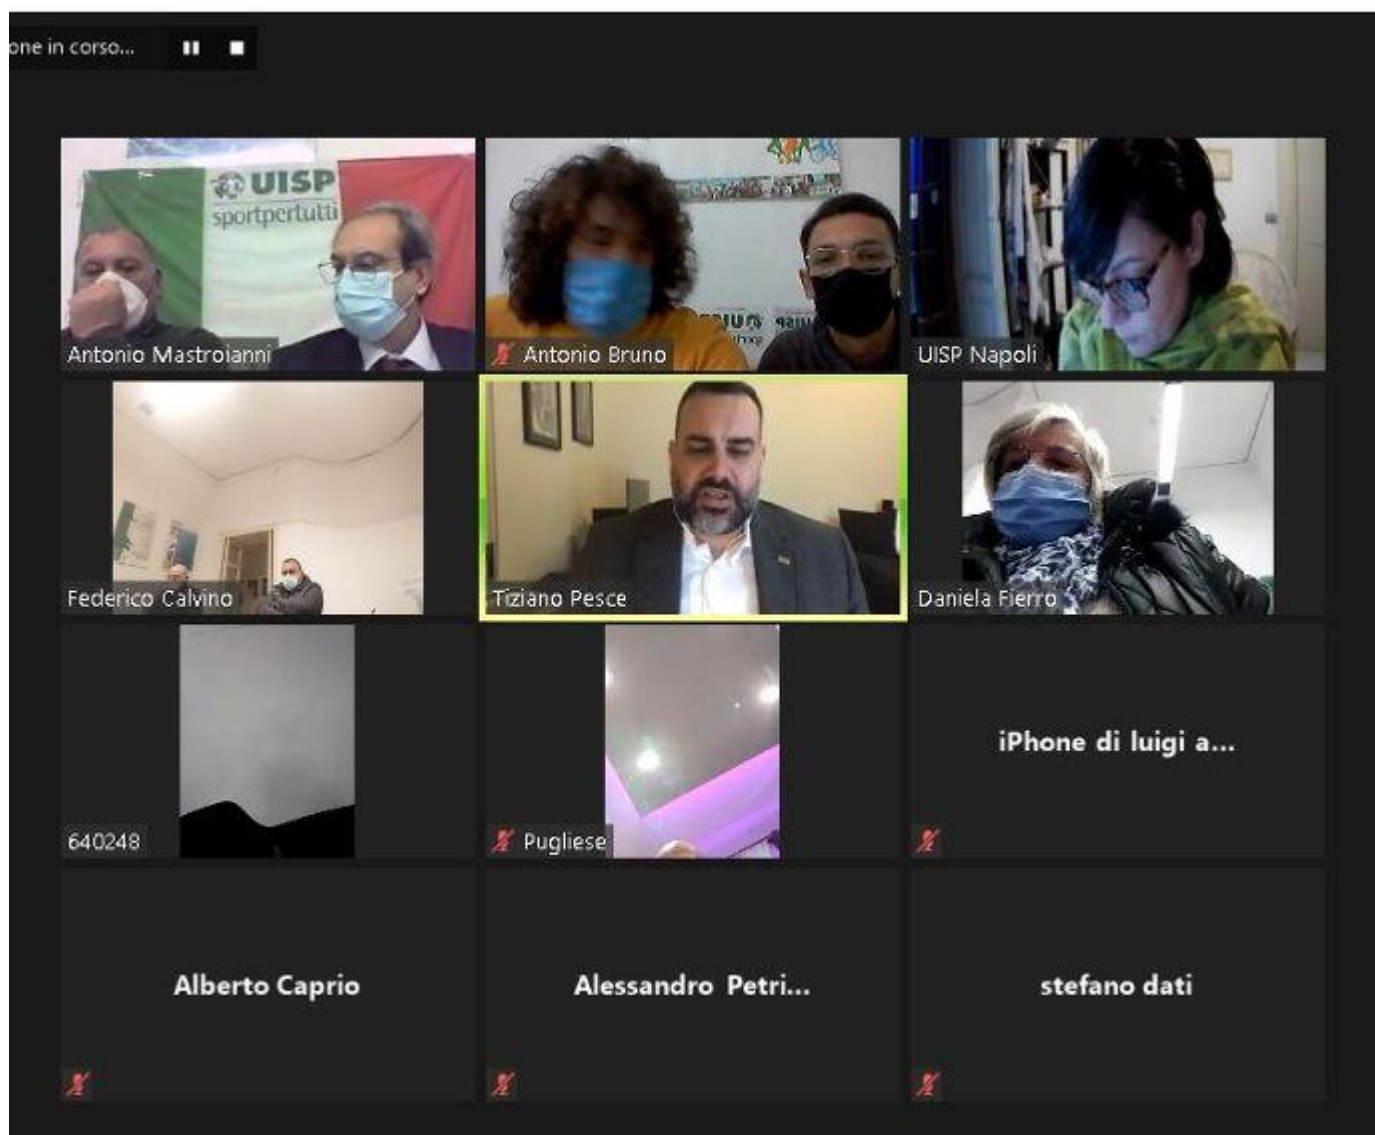 one in corso...
UISP
sportpertutti
Antonio Mastroianni
Antonio Bruno
UISP Napoli
Federico Calvino
Tiziano Pesce
Daniela Fierro
640248
Pugliese
iPhone di luigi a...
Alberto Caprio
Alessandro Petri...
stefano dati